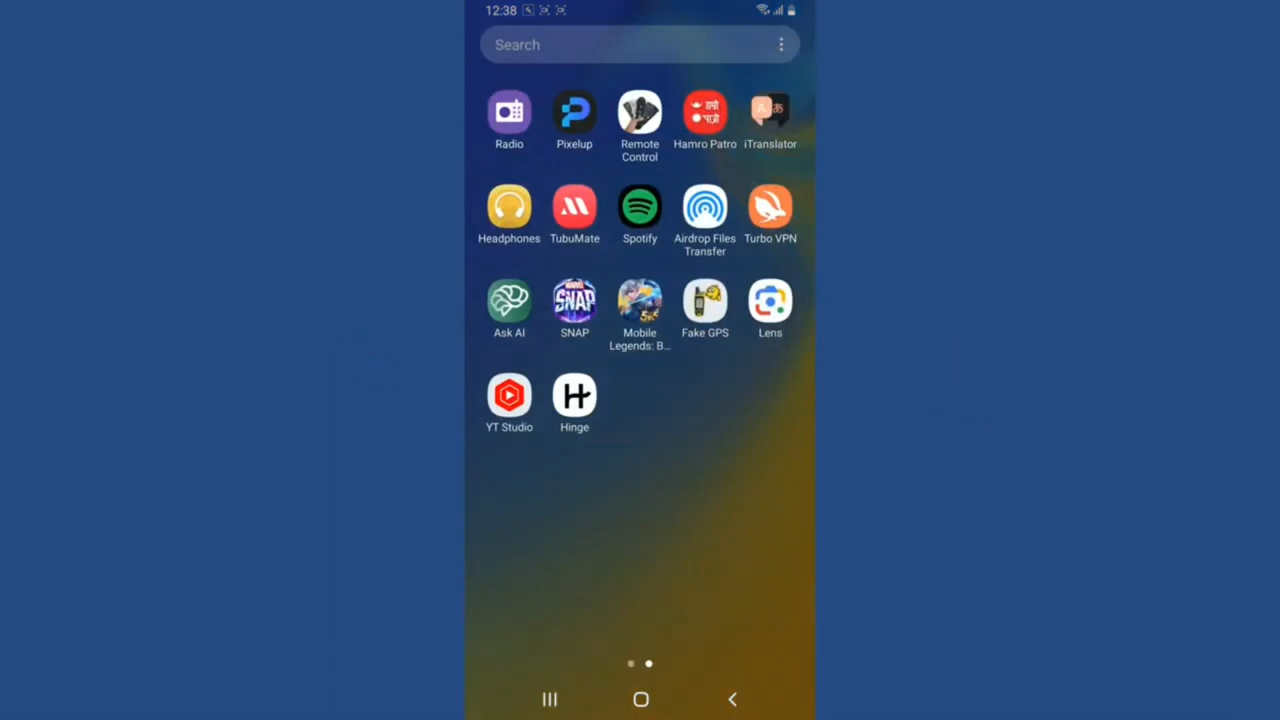 12:38
Search
Radio
Pixelup
Remote
Control
Hamro Patro
iTranslator
Headphones
TubuMate
Spotify
Airdrop Files
Transfer
Turbo VPN
Ask AI
SNAP
Mobile
Legends: B...
Fake GPS
Lens
YT Studio
Hinge